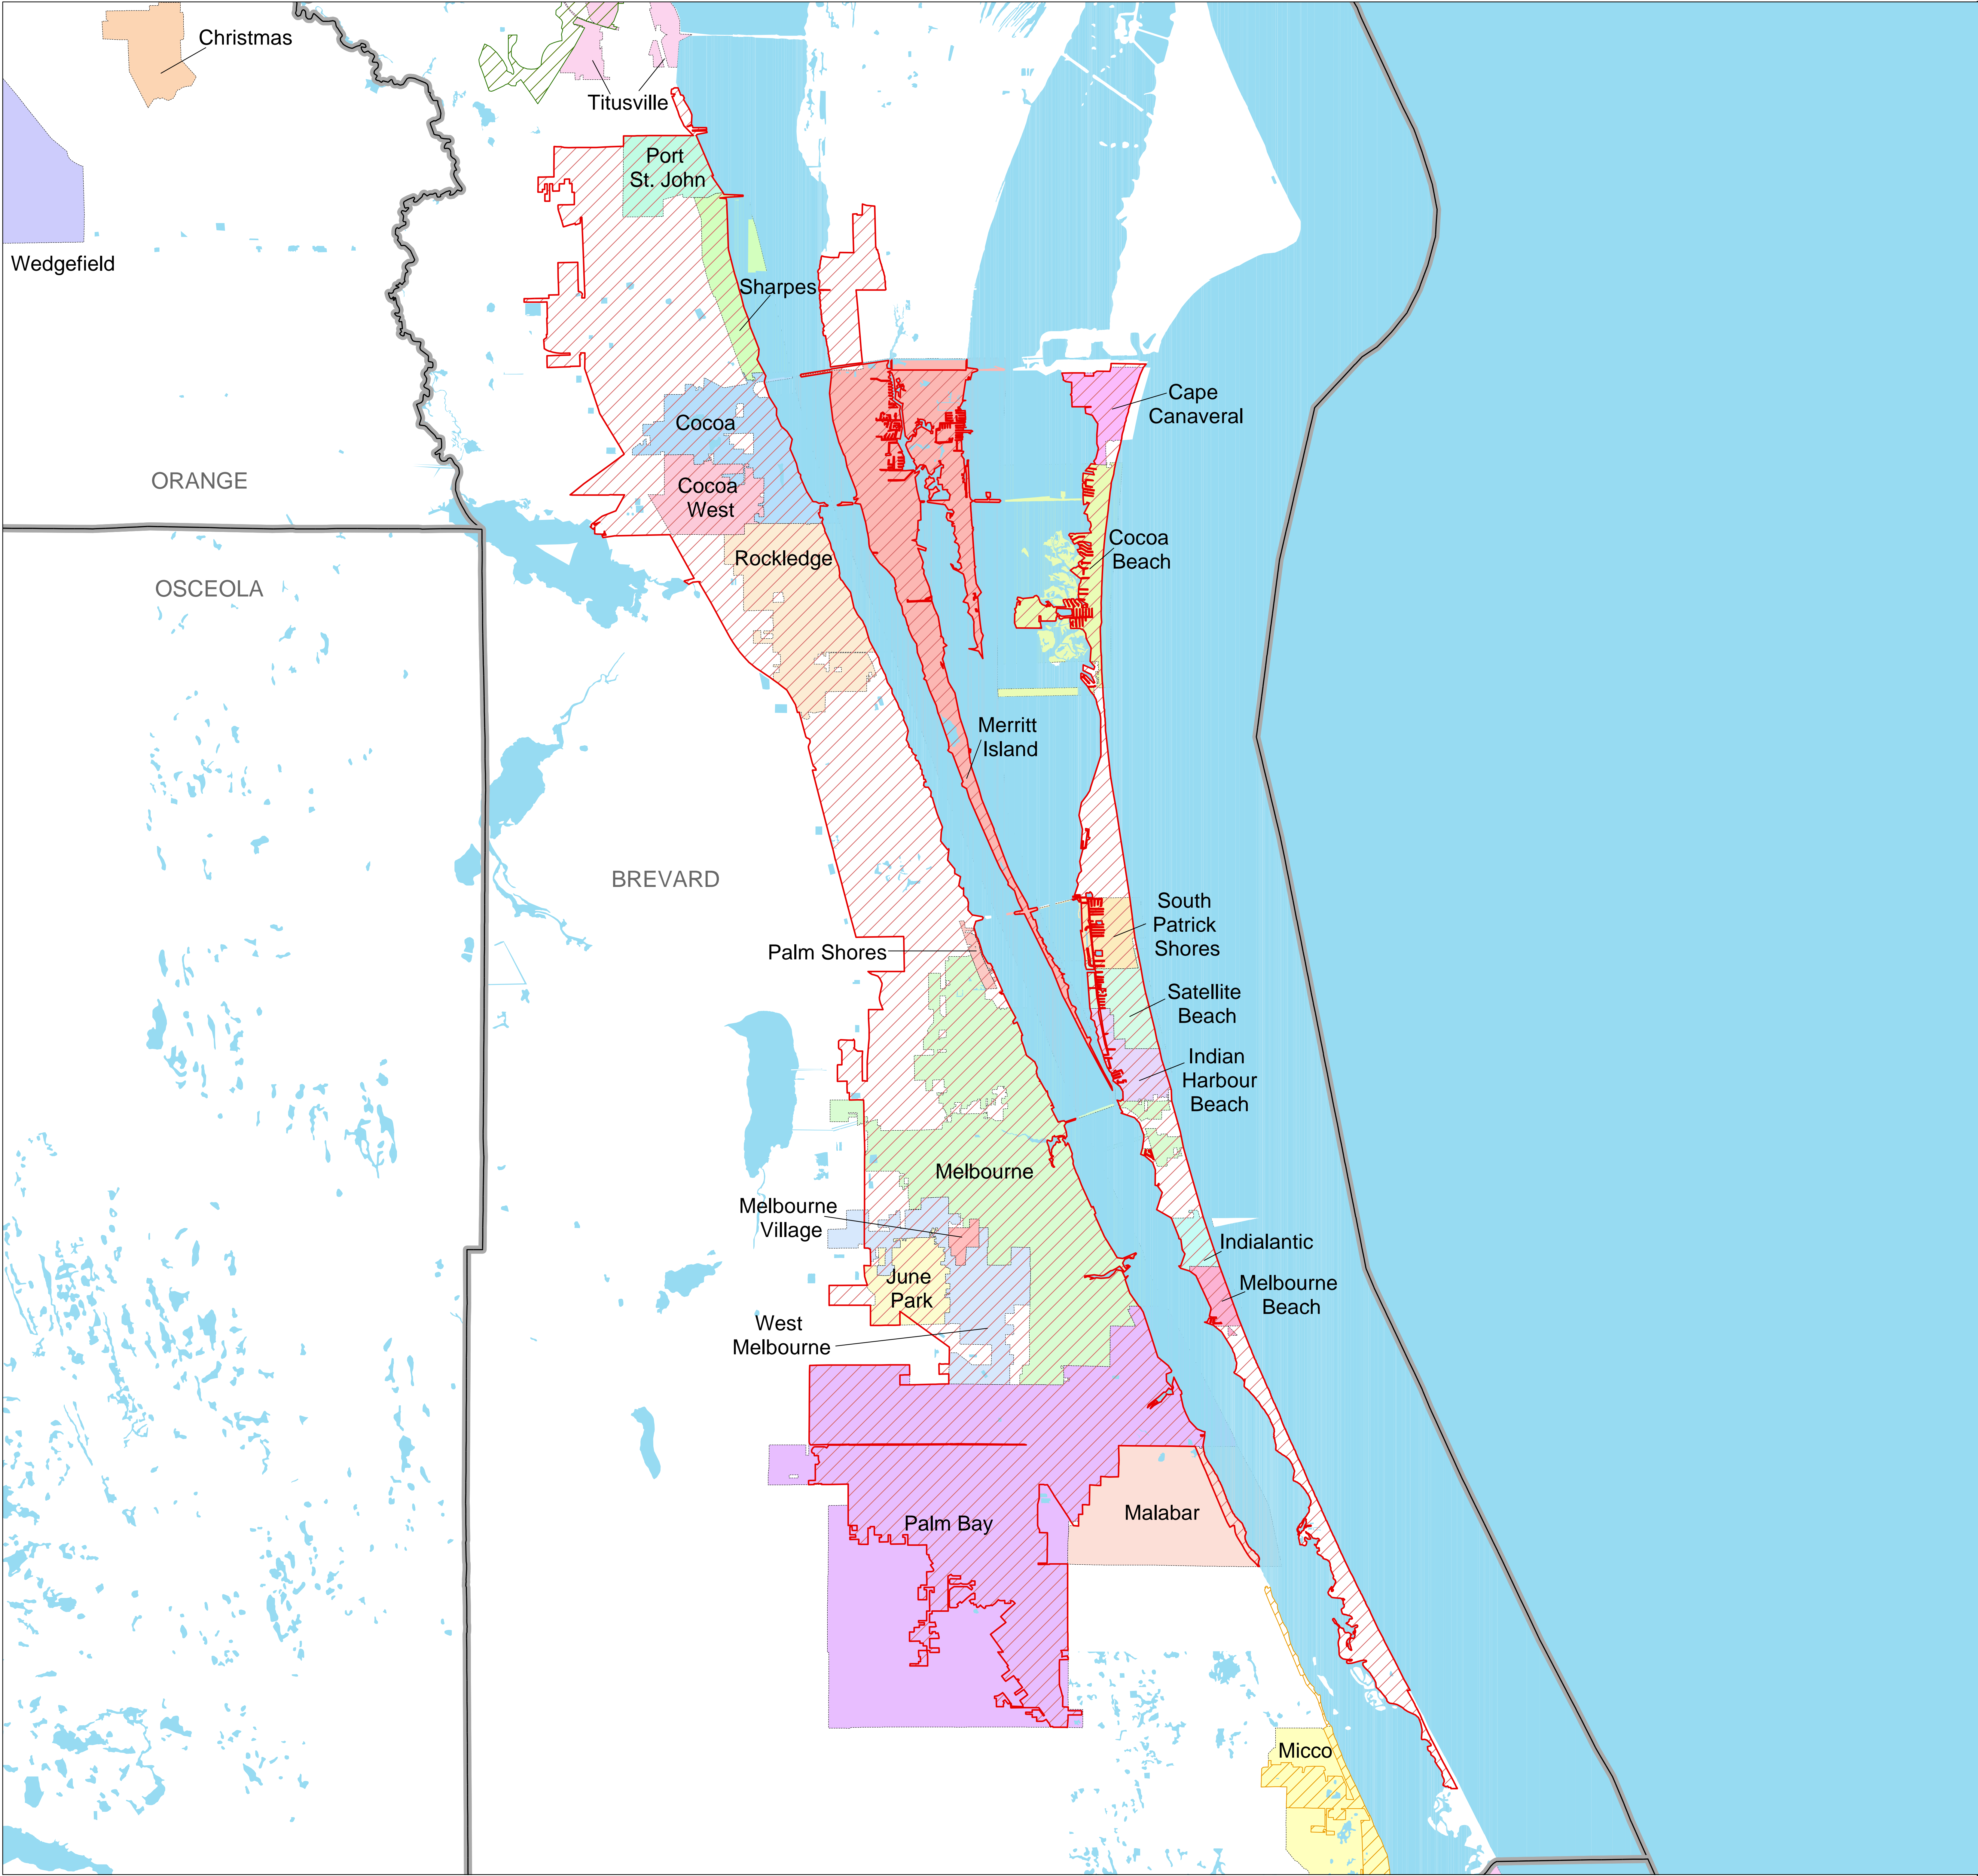 Christmas
Titusville
Port
St. John
Wedgefield
Sharpes
Cape
Canaveral
Cocoa
ORANGE
Cocoa
West
Cocoa
Beach
Rockledge
OSCEOLA
Merritt
Island
BREVARD
South
Patrick
Shores
Palm Shores
Satellite
Beach
Indian
Harbour
Beach
Melbourne
Melbourne
Village
Indialantic
June
Park
Melbourne
Beach
West
Melbourne
Malabar
Palm Bay
Micco